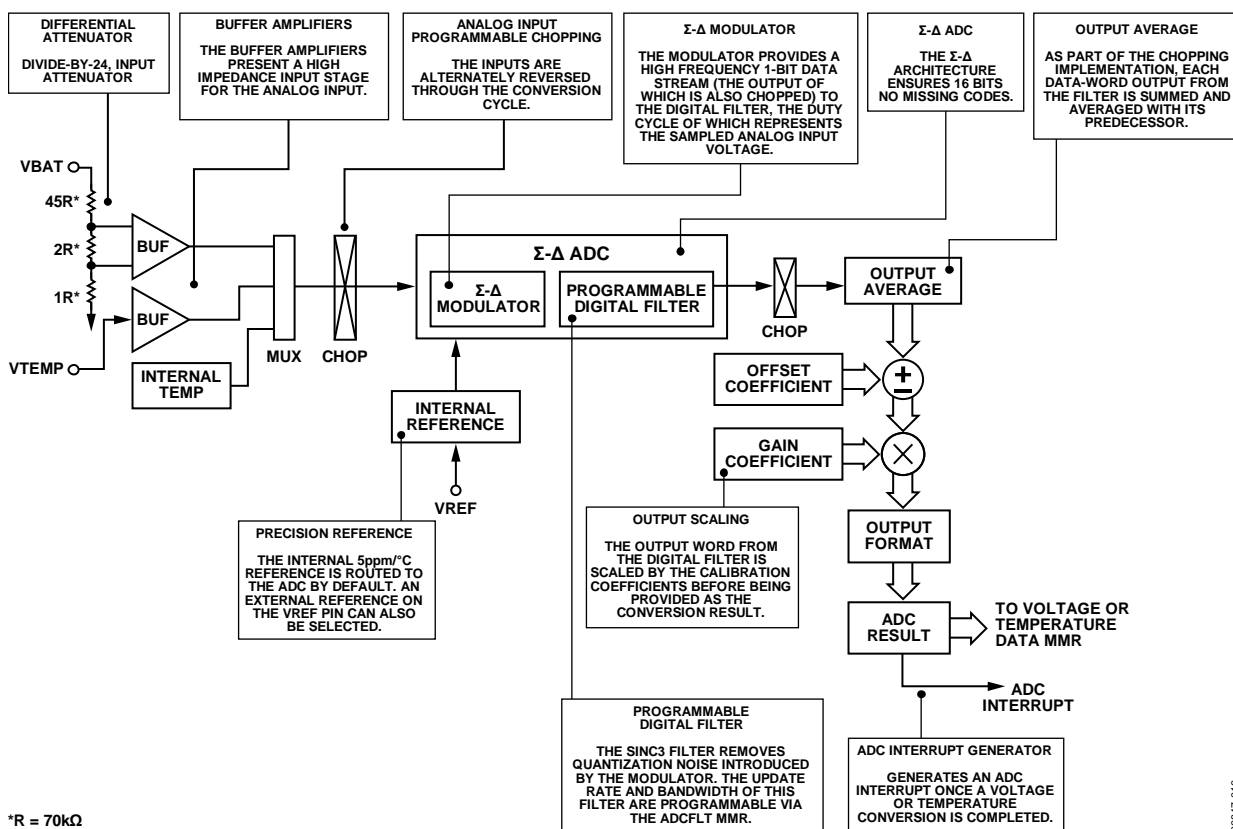 DIFFERENTIAL
ATTENUATOR
DIVIDE-BY-24, INPUT
ATTENUATOR
BUFFER AMPLIFIERS
THE BUFFER AMPLIFIERS
PRESENT A HIGH
IMPEDANCE INPUT STAGE
FOR THE ANALOG INPUT.
ANALOG INPUT
PROGRAMMABLE CHOPPING
THE INPUTS ARE
ALTERNATELY REVERSED
THROUGH THE CONVERSION
CYCLE.
Σ-Δ MODULATOR
THE MODULATOR PROVIDES A
HIGH FREQUENCY 1-BIT DATA
STREAM (THE OUTPUT OF
WHICH IS ALSO CHOPPED) TO
THE DIGITAL FILTER, THE DUTY
CYCLE OF WHICH REPRESENTS
THE SAMPLED ANALOG INPUT
VOLTAGE.
Σ-Δ ADC
THE Σ-Δ
ARCHITECTURE
ENSURES 16 BITS
NO MISSING CODES.
OUTPUT AVERAGE
AS PART OF THE CHOPPING
IMPLEMENTATION, EACH
DATA-WORD OUTPUT FROM
THE FILTER IS SUMMED AND
AVERAGED WITH ITS
PREDECESSOR.
VBAT
45R*
2R*
1R*
VTEMP
BUF
BUF
INTERNAL
TEMP
MUX
CHOP
Σ-Δ ADC
Σ-Δ
MODULATOR
PROGRAMMABLE
DIGITAL FILTER
CHOP
OUTPUT
AVERAGE
INTERNAL
REFERENCE
VREF
OFFSET
COEFFICIENT
+
−
GAIN
COEFFICIENT
×
OUTPUT
FORMAT
ADC
RESULT
TO VOLTAGE OR
TEMPERATURE
DATA MMR
ADC
INTERRUPT
PRECISION REFERENCE
THE INTERNAL 5ppm/°C
REFERENCE IS ROUTED TO
THE ADC BY DEFAULT. AN
EXTERNAL REFERENCE ON
THE VREF PIN CAN ALSO
BE SELECTED.
OUTPUT SCALING
THE OUTPUT WORD FROM
THE DIGITAL FILTER IS
SCALED BY THE CALIBRATION
COEFFICIENTS BEFORE BEING
PROVIDED AS THE
CONVERSION RESULT.
PROGRAMMABLE
DIGITAL FILTER
THE SINC3 FILTER REMOVES
QUANTIZATION NOISE INTRODUCED
BY THE MODULATOR. THE UPDATE
RATE AND BANDWIDTH OF THIS
FILTER ARE PROGRAMMABLE VIA
THE ADCFLT MMR.
ADC INTERRUPT GENERATOR
GENERATES AN ADC
INTERRUPT ONCE A VOLTAGE
OR TEMPERATURE
CONVERSION IS COMPLETED.
*R = 70kΩ